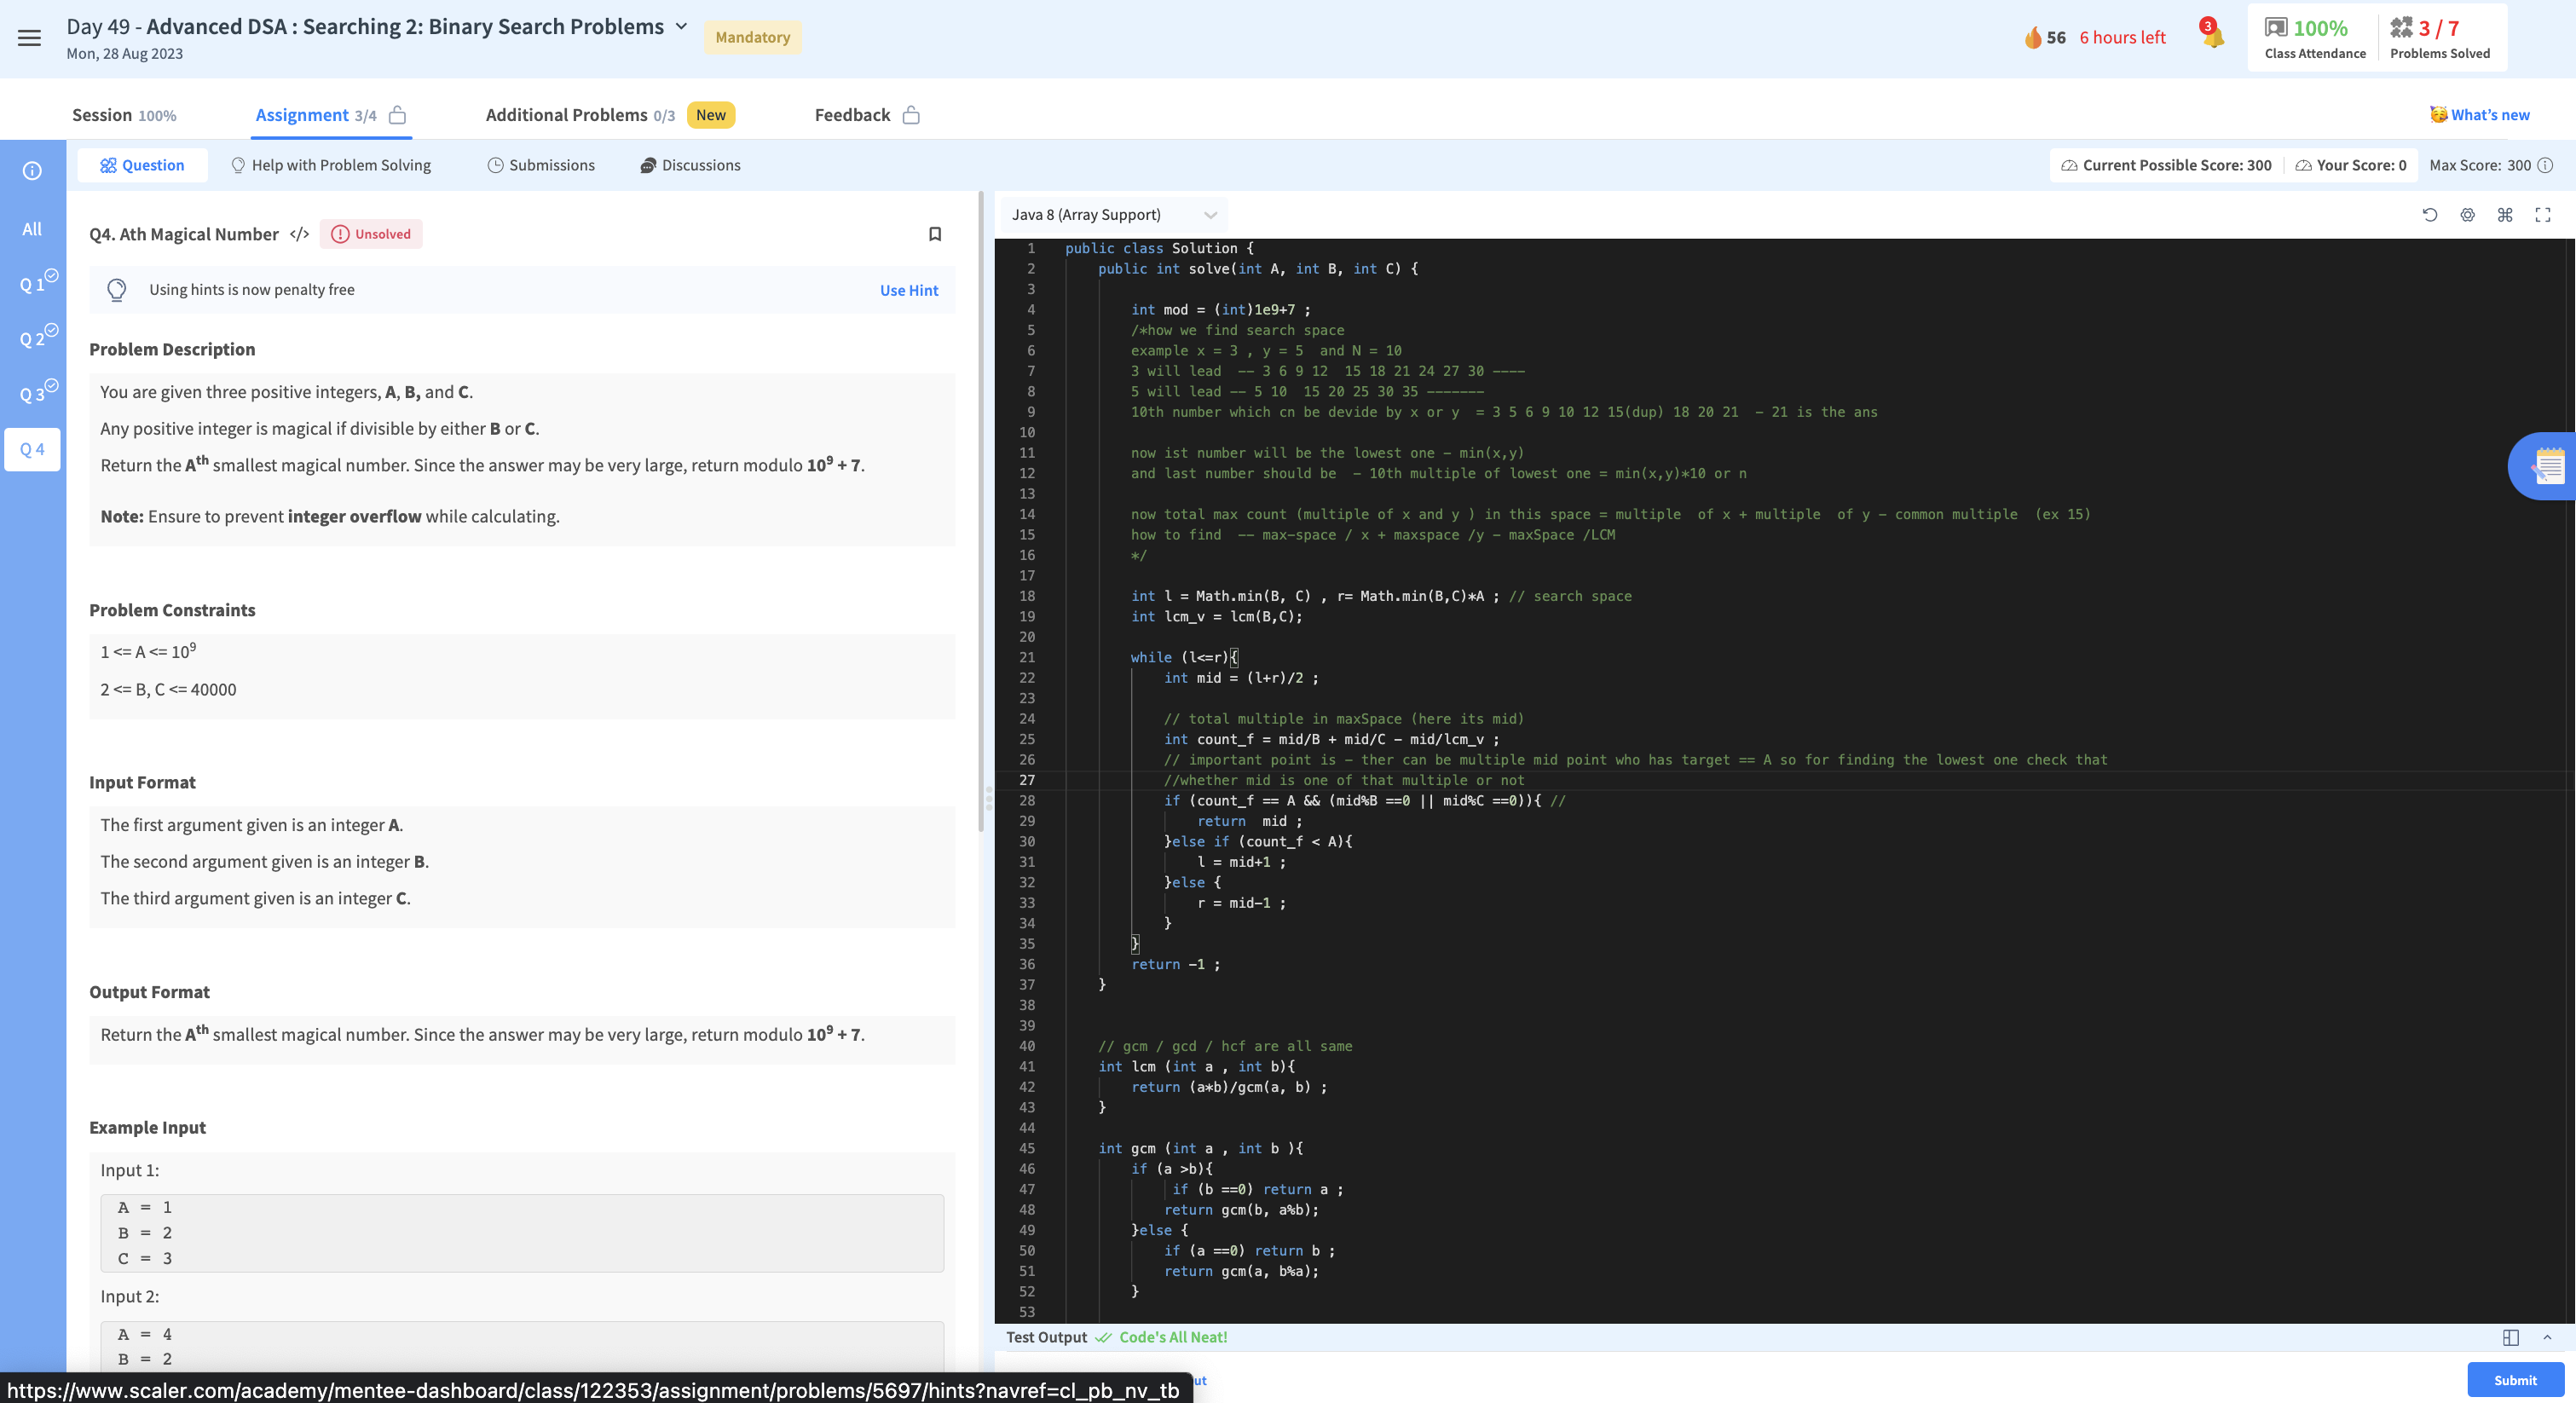 Day 49 - Advanced DSA : Searching 2: Binary Search Problems
Mandatory
Mon, 28 Aug 2023
56 6 hours left
3
100%
Class Attendance
3 / 7
Problems Solved
Session 100%
Assignment 3/4
Additional Problems 0/3 New
Feedback
What's new
Question
Help with Problem Solving
Submissions
Discussions
Current Possible Score: 300
Your Score: 0
Max Score: 300
All
Q 1
Q 2
Q 3
Q 4
Q4. Ath Magical Number </> Unsolved
Using hints is now penalty free
Use Hint
Problem Description
You are given three positive integers, A, B, and C.
Any positive integer is magical if divisible by either B or C.
Return the Ath smallest magical number. Since the answer may be very large, return modulo 10⁹ + 7.
Note: Ensure to prevent integer overflow while calculating.
Problem Constraints
1 <= A <= 10⁹
2 <= B, C <= 40000
Input Format
The first argument given is an integer A.
The second argument given is an integer B.
The third argument given is an integer C.
Output Format
Return the Ath smallest magical number. Since the answer may be very large, return modulo 10⁹ + 7.
Example Input
Input 1:
A = 1
B = 2
C = 3
Input 2:
A = 4
B = 2
https://www.scaler.com/academy/mentee-dashboard/class/122353/assignment/problems/5697/hints?navref=cl_pb_nv_tb
Java 8 (Array Support)
1 public class Solution {
2 public int solve(int A, int B, int C) {
3
4 int mod = (int)1e9+7 ;
5 /*how we find search space
6 example x = 3 , y = 5  and N = 10
7 3 will lead  -- 3 6 9 12  15 18 21 24 27 30 ----
8 5 will lead -- 5 10  15 20 25 30 35 -------
9 10th number which cn be devide by x or y  = 3 5 6 9 10 12 15(dup) 18 20 21  - 21 is the ans
10
11 now ist number will be the lowest one - min(x,y)
12 and last number should be  - 10th multiple of lowest one = min(x,y)*10 or n
13
14 now total max count (multiple of x and y ) in this space = multiple  of x + multiple  of y - common multiple  (ex 15)
15 how to find  -- max-space / x + maxspace /y - maxSpace /LCM
16 */
17
18 int l = Math.min(B, C) , r= Math.min(B,C)*A ; // search space
19 int lcm_v = lcm(B,C);
20
21 while (l<=r){
22 int mid = (l+r)/2 ;
23
24 // total multiple in maxSpace (here its mid)
25 int count_f = mid/B + mid/C - mid/lcm_v ;
26 // important point is - ther can be multiple mid point who has target == A so for finding the lowest one check that
27 //whether mid is one of that multiple or not
28 if (count_f == A && (mid%B ==0 || mid%C ==0)){ //
29 return  mid ;
30 }else if (count_f < A){
31 l = mid+1 ;
32 }else {
33 r = mid-1 ;
34 }
35 }
36 return -1 ;
37 }
38
39
40 // gcm / gcd / hcf are all same
41 int lcm (int a , int b){
42 return (a*b)/gcm(a, b) ;
43 }
44
45 int gcm (int a , int b ){
46 if (a >b){
47 if (b ==0) return a ;
48 return gcm(b, a%b);
49 }else {
50 if (a ==0) return b ;
51 return gcm(a, b%a);
52 }
53
Test Output Code's All Neat!
ut
Submit